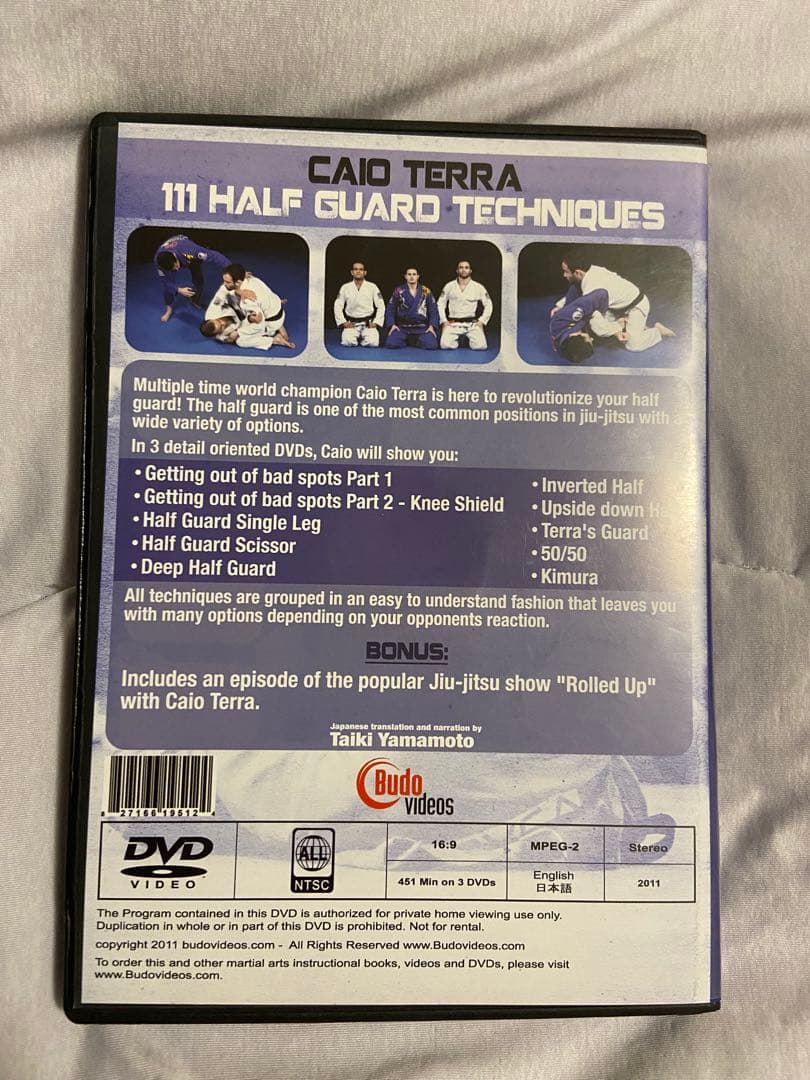 CAIO TERRA
111 HALF GUARD TECHNIQUES
Multiple time world champion Caio Terra is here to revolutionize your half
guard! The half guard is one of the most common positions in jiu-jitsu with a
wide variety of options.
In 3 detail oriented DVDs, Caio will show you:
• Getting out of bad spots Part 1
• Getting out of bad spots Part 2 - Knee Shield
• Half Guard Single Leg
• Half Guard Scissor
• Deep Half Guard
• Inverted Half
• Upside down
• Terra's Guard
• 50/50
• Kimura
All techniques are grouped in an easy to understand fashion that leaves you
with many options depending on your opponents reaction.
BONUS:
Includes an episode of the popular Jiu-jitsu show "Rolled Up"
with Caio Terra.
Japanese translation and narration by
Taiki Yamamoto
8 27166 19512 4
Budo
videos
DVD
VIDEO
ALL
NTSC
16:9
MPEG-2
Stereo
451 Min on 3 DVDs
English
日本語
2011
The Program contained in this DVD is authorized for private home viewing use only.
Duplication in whole or in part of this DVD is prohibited. Not for rental.
copyright 2011 budovideos.com - All Rights Reserved www.Budovideos.com
To order this and other martial arts instructional books, videos and DVDs, please visit
www.Budovideos.com.